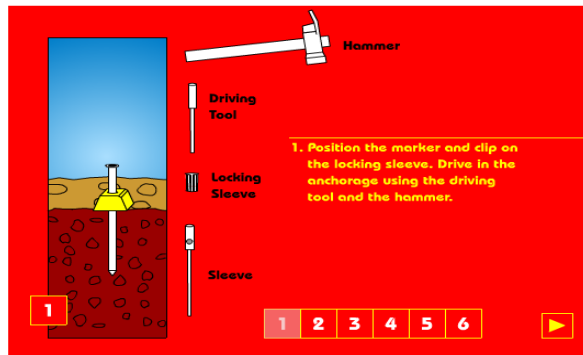 Hammer
Driving
Tool
1. Position the marker and clip on
the locking sleeve. Drive in the
anchorage using the driving
tool and the hammer.
Locking
Sleeve
Sleeve
1
1 2 3 4 5 6